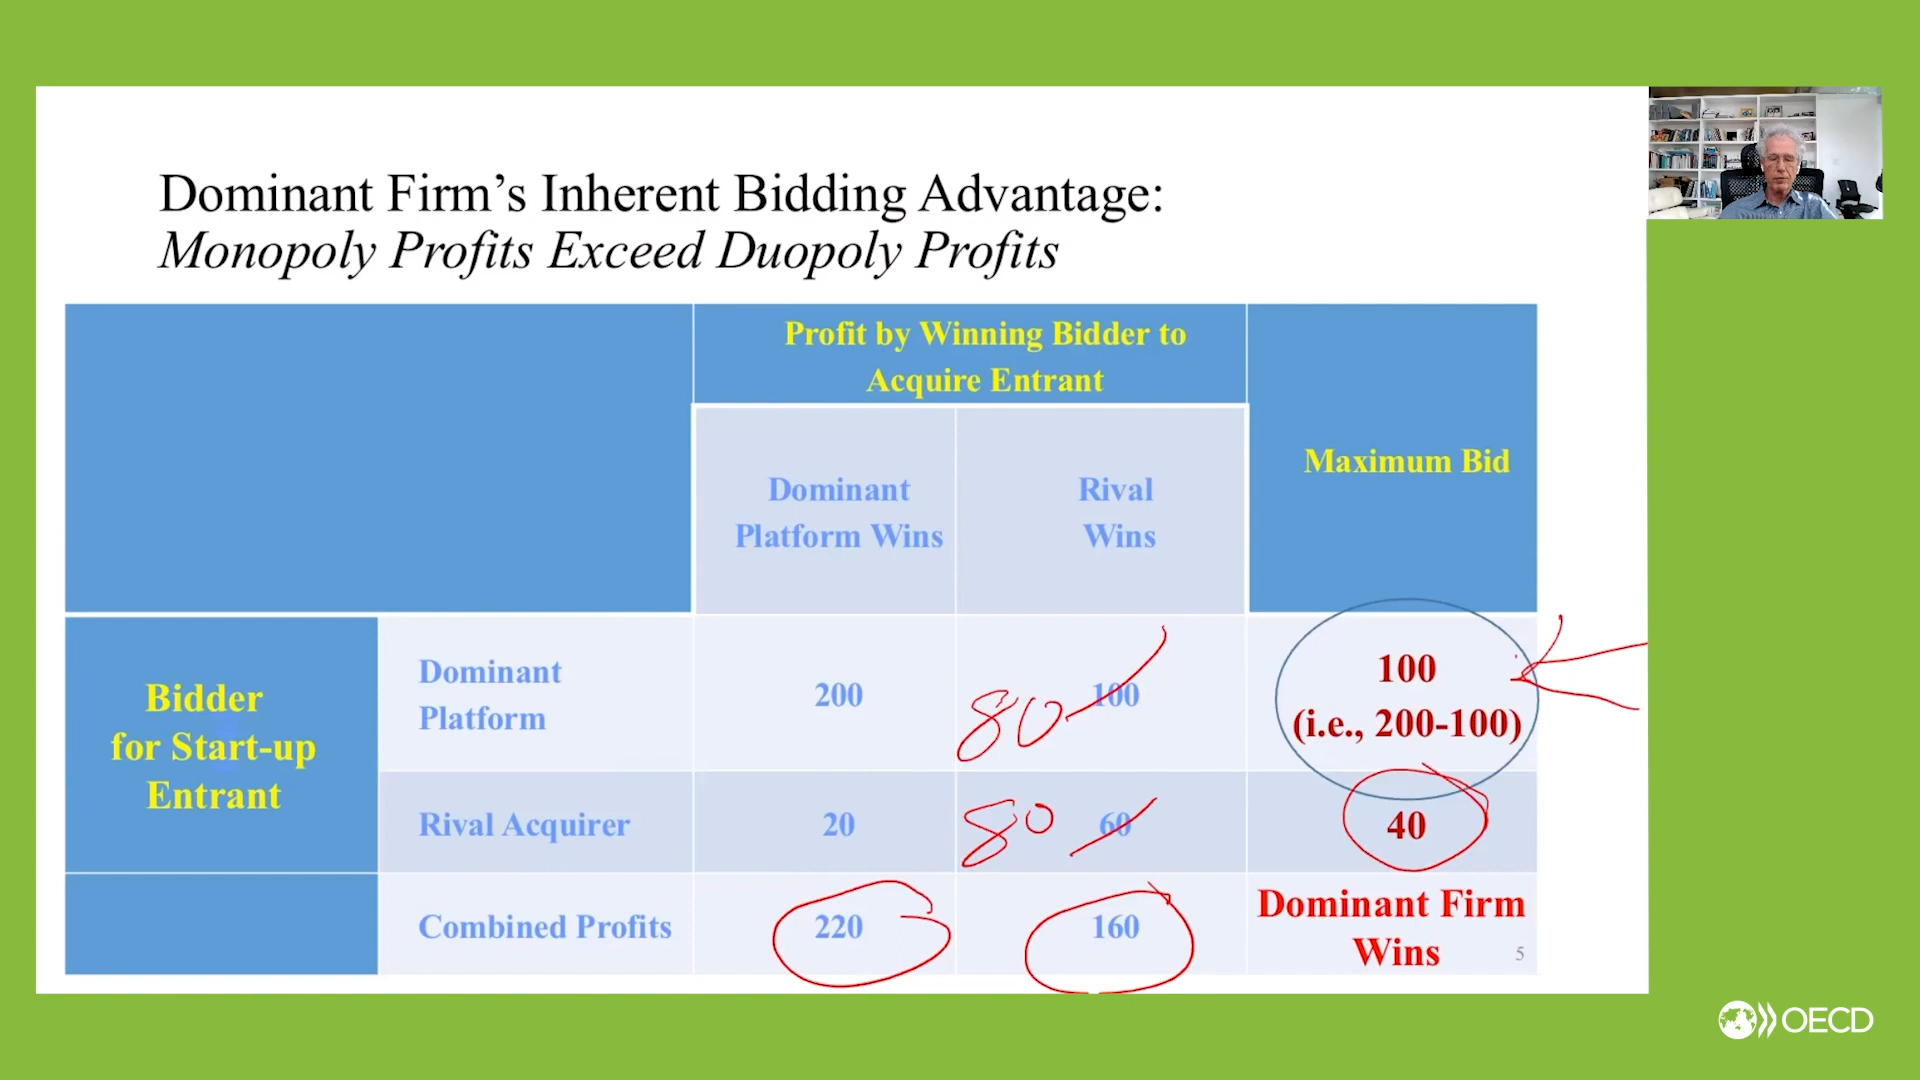 Dominant Firm’s Inherent Bidding Advantage:
Monopoly Profits Exceed Duopoly Profits
Profit by Winning Bidder to
Acquire Entrant
Maximum Bid
Dominant
Platform Wins
Rival
Wins
Bidder
for Start-up
Entrant
Dominant
Platform
200
80
100
100
(i.e., 200-100)
Rival Acquirer
20
80
60
40
Combined Profits
220
160
Dominant Firm
Wins
5
OECD